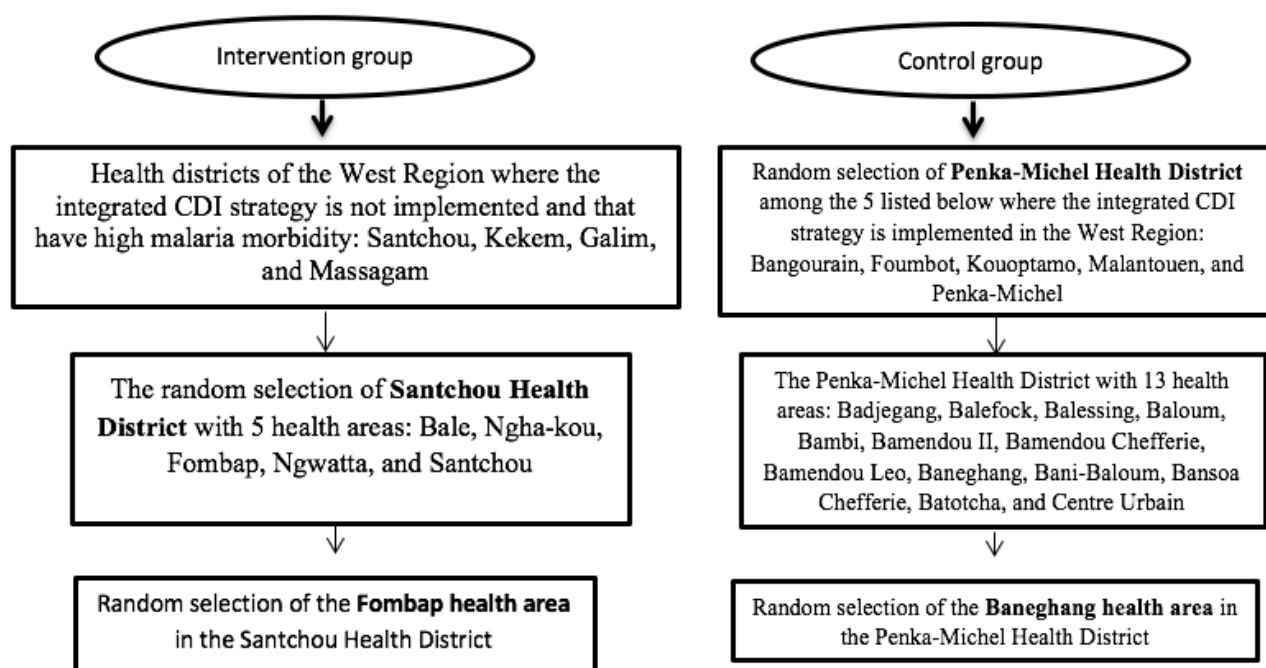 Intervention group
Health districts of the West Region where the
integrated CDI strategy is not implemented and that
have high malaria morbidity: Santchou, Kekem, Galim,
and Massagam
The random selection of Santchou Health
District with 5 health areas: Bale, Ngha-kou,
Fombap, Ngwatta, and Santchou
Random selection of the Fombap health area
in the Santchou Health District
Control group
Random selection of Penka-Michel Health District
among the 5 listed below where the integrated CDI
strategy is implemented in the West Region:
Bangourain, Foumbot, Kouoptamo, Malantouen, and
Penka-Michel
The Penka-Michel Health District with 13 health
areas: Badjegang, Balefock, Balessing, Baloum,
Bambi, Bamendou II, Bamendou Chefferie,
Bamendou Leo, Baneghang, Bani-Baloum, Bansoa
Chefferie, Batotcha, and Centre Urbain
Random selection of the Baneghang health area in
the Penka-Michel Health District